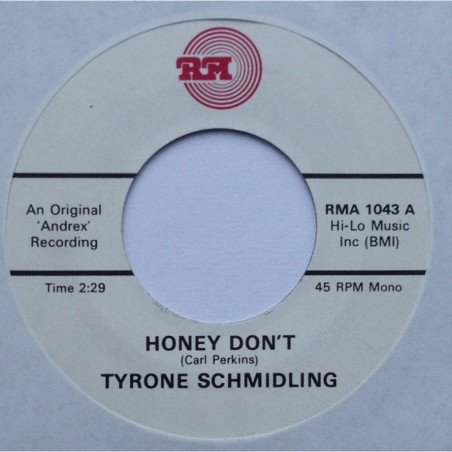 RM
An Original
'Andrex'
Recording
RMA 1043 A
Hi-Lo Music
Inc (BMI)
Time 2:29
45 RPM Mono
HONEY DON'T
(Carl Perkins)
TYRONE SCHMIDLING